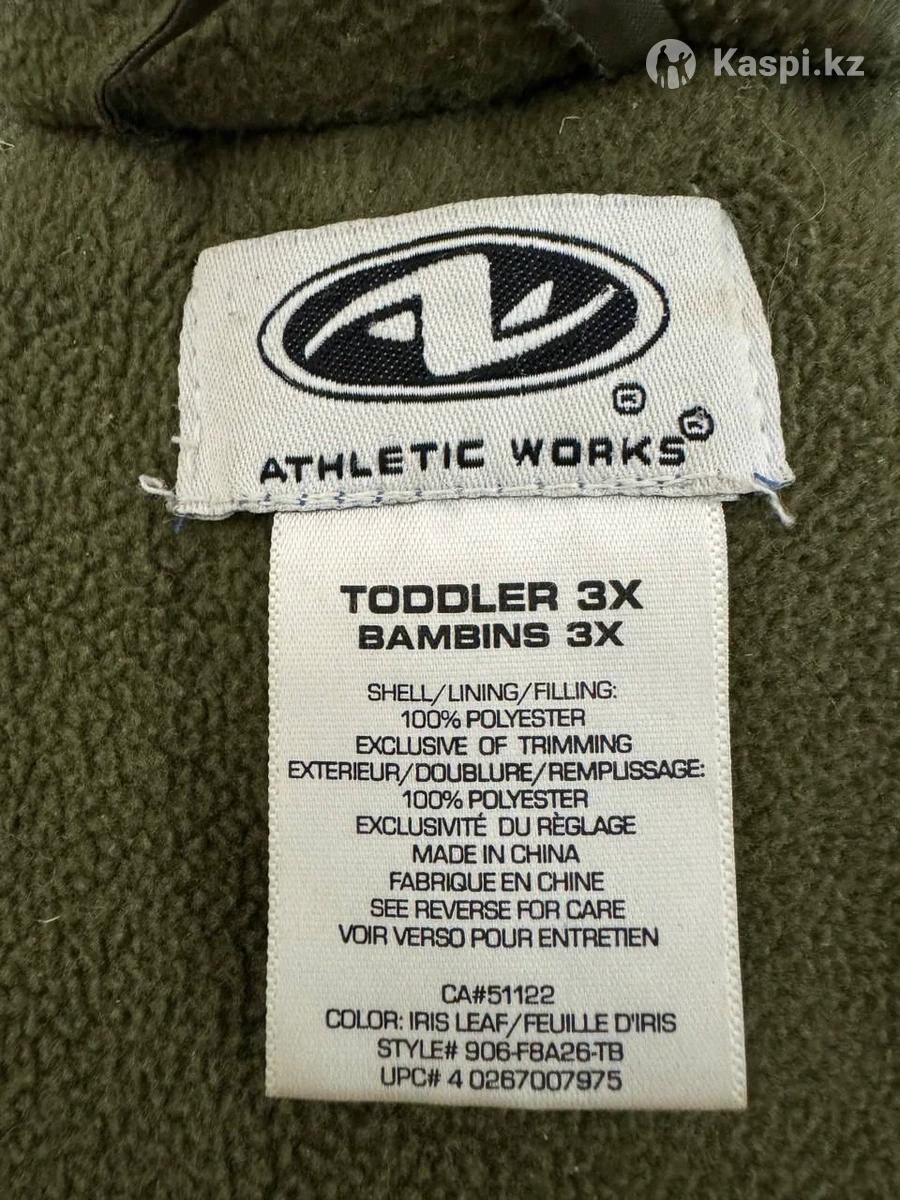 Kaspi.kz
ATHLETIC WORKS®
TODDLER 3X
BAMBINS 3X
SHELL/LINING/FILLING:
100% POLYESTER
EXCLUSIVE OF TRIMMING
EXTERIEUR/DOUBLURE/REMPLISSAGE:
100% POLYESTER
EXCLUSIVITÉ DU RÈGLAGE
MADE IN CHINA
FABRIQUE EN CHINE
SEE REVERSE FOR CARE
VOIR VERSO POUR ENTRETIEN
CA#51122
COLOR: IRIS LEAF/FEUILLE D'IRIS
STYLE# 906-F8A26-TB
UPC# 4 0267007975